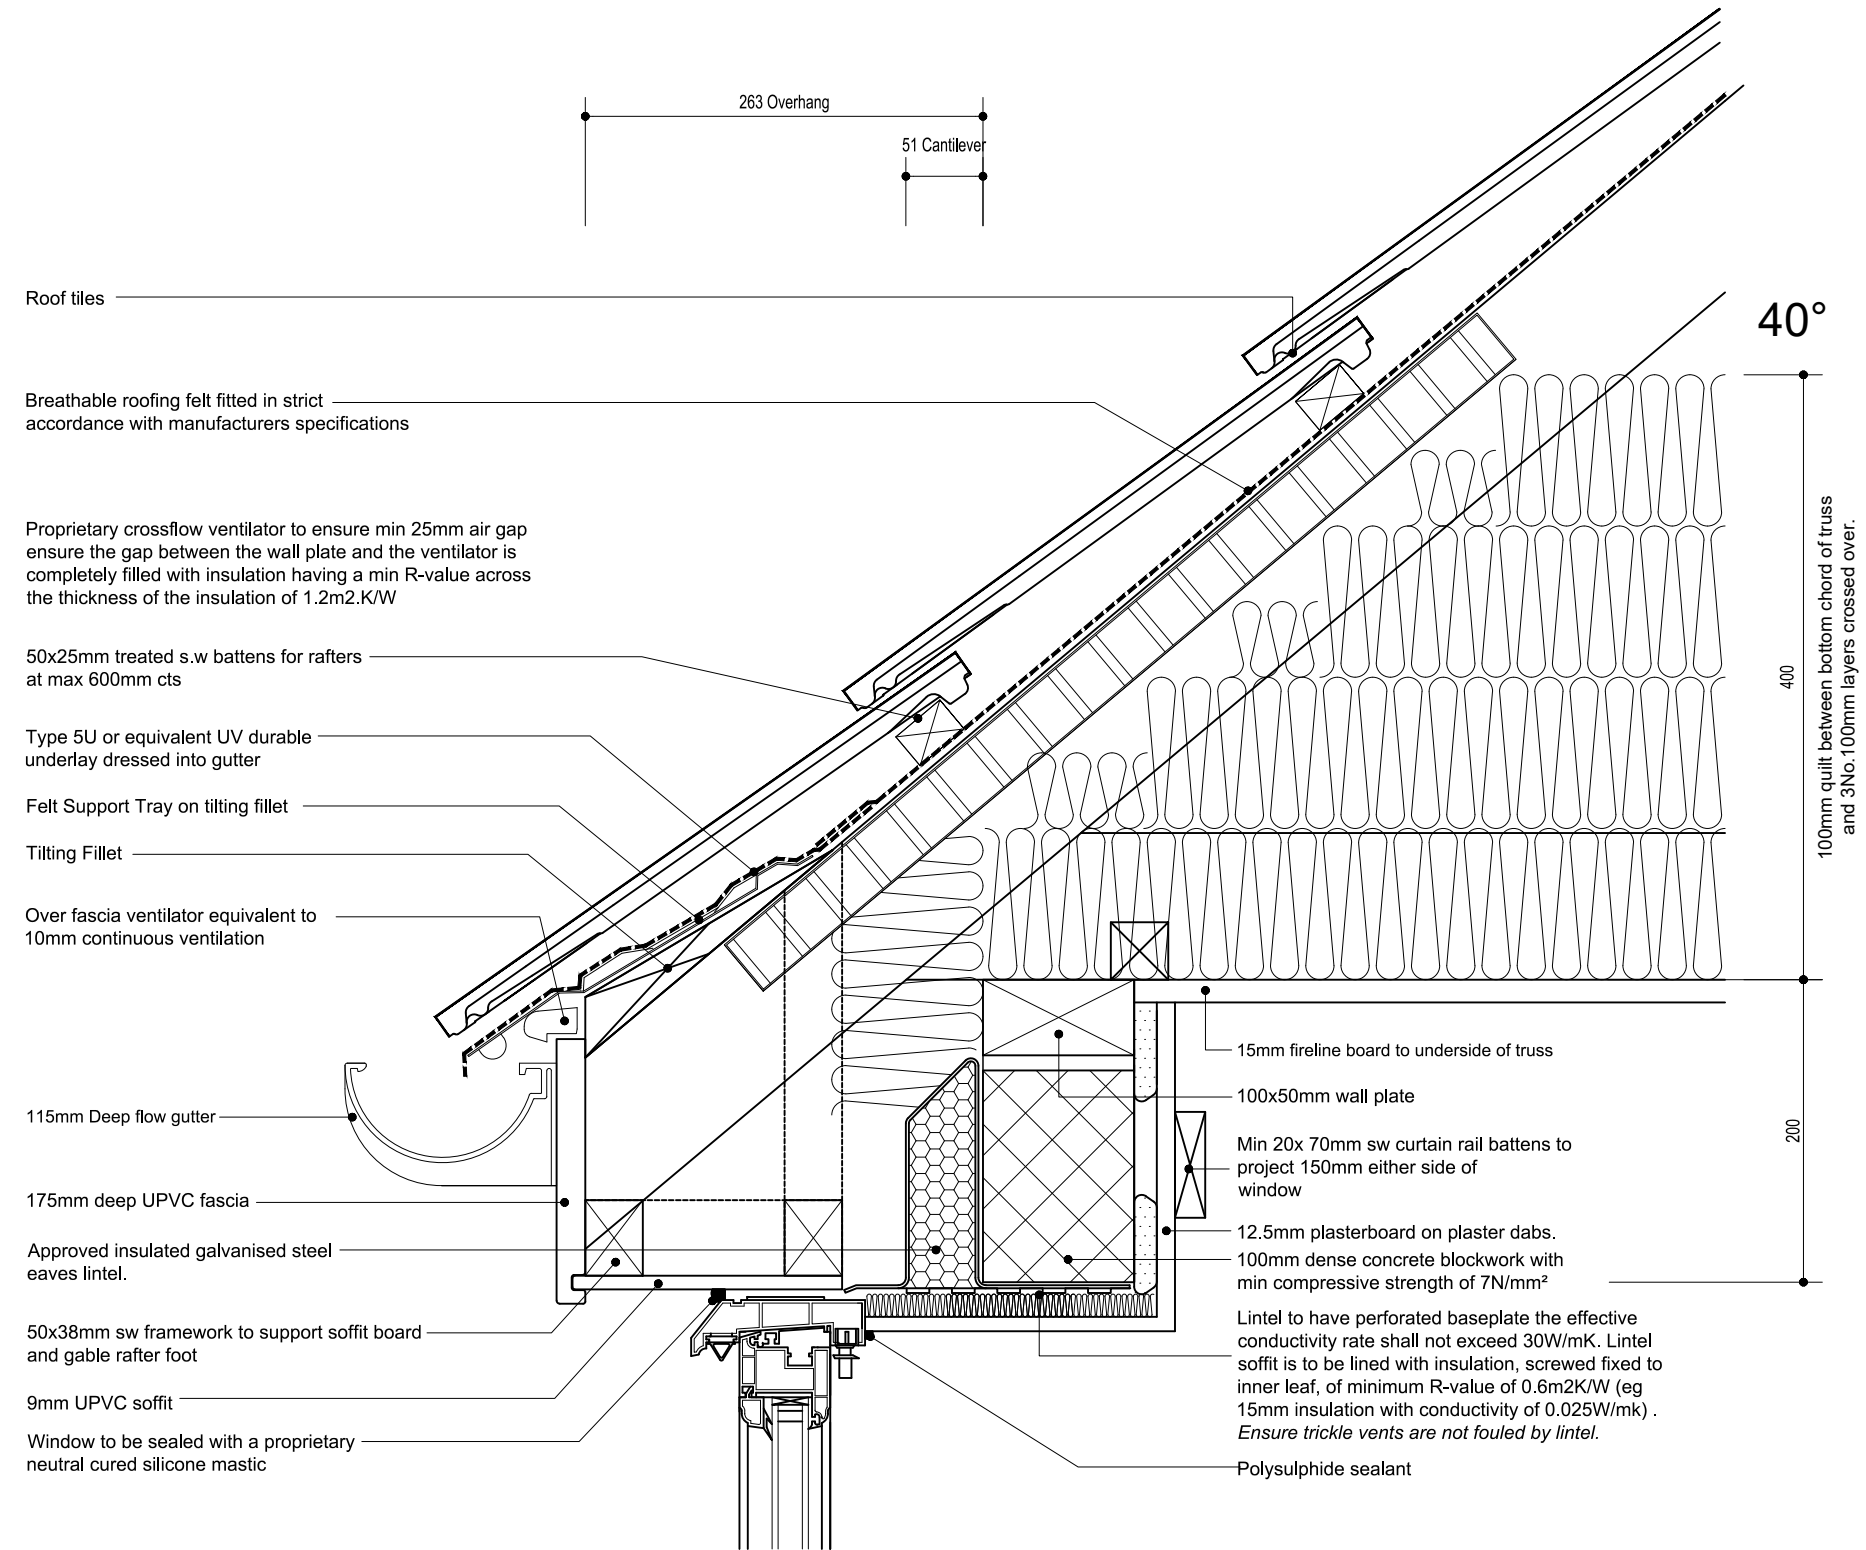 263 Overhang
51 Cantilever
Roof tiles
Breathable roofing felt fitted in strict
accordance with manufacturers specifications
Proprietary crossflow ventilator to ensure min 25mm air gap
ensure the gap between the wall plate and the ventilator is
completely filled with insulation having a min R-value across
the thickness of the insulation of 1.2m2.K/W
50x25mm treated s.w battens for rafters
at max 600mm cts
Type 5U or equivalent UV durable
underlay dressed into gutter
Felt Support Tray on tilting fillet
Tilting Fillet
Over fascia ventilator equivalent to
10mm continuous ventilation
115mm Deep flow gutter
175mm deep UPVC fascia
Approved insulated galvanised steel
eaves lintel.
50x38mm sw framework to support soffit board
and gable rafter foot
9mm UPVC soffit
Window to be sealed with a proprietary
neutral cured silicone mastic
40°
400
100mm quilt between bottom chord of truss
and 3No.100mm layers crossed over.
200
15mm fireline board to underside of truss
100x50mm wall plate
Min 20x 70mm sw curtain rail battens to
project 150mm either side of
window
12.5mm plasterboard on plaster dabs.
100mm dense concrete blockwork with
min compressive strength of 7N/mm²
Lintel to have perforated baseplate the effective
conductivity rate shall not exceed 30W/mK. Lintel
soffit is to be lined with insulation, screwed fixed to
inner leaf, of minimum R-value of 0.6m2K/W (eg
15mm insulation with conductivity of 0.025W/mk) .
Ensure trickle vents are not fouled by lintel.
Polysulphide sealant